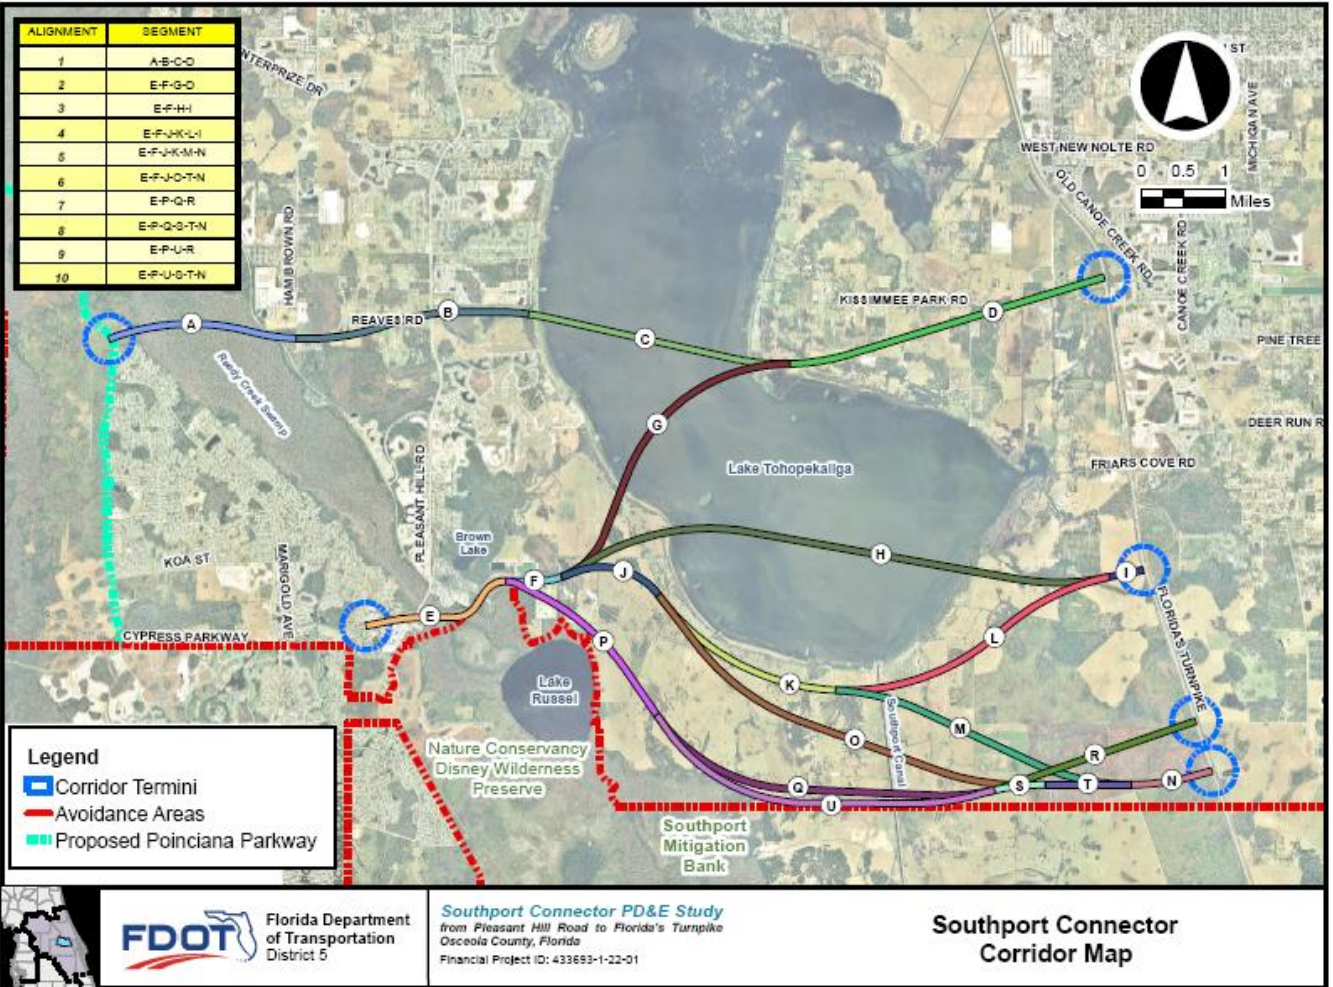 ALIGNMENT SEGMENT
1 A-B-C-D
2 E-F-G-D
3 E-F-H-I
4 E-F-J-K-L-I
5 E-F-J-K-M-N
6 E-F-J-O-T-N
7 E-P-Q-R
8 E-P-Q-S-T-N
9 E-P-U-R
10 E-P-U-S-T-N
NTERPRIZE DR
ST
MICHIGAN AVE
WEST NEW NOLTE RD
0 0.5 1
Miles
OLD CANOE CREEK RD
CANOE CREEK RD
HAM BROWN RD
KISSIMMEE PARK RD
REAVES RD
A
B
C
D
PINE TREE
Reedy Creek Swamp
DEER RUN R
G
PLEASANT HILL RD
Lake Tohopekaliga
FRIARS COVE RD
Brown
Lake
KOA ST
MARIGOLD AVE
H
F
J
I
E
CYPRESS PARKWAY
P
L
FLORIDA'S TURNPIKE
Lake
Russel
K
Southport Canal
M
O
R
Nature Conservancy
Disney Wilderness
Preserve
Q
S
T
N
U
Southport
Mitigation
Bank
Legend
Corridor Termini
Avoidance Areas
Proposed Poinciana Parkway
FDOT
Florida Department
of Transportation
District 5
Southport Connector PD&E Study
from Pleasant Hill Road to Florida's Turnpike
Osceola County, Florida
Financial Project ID: 433693-1-22-01
Southport Connector
Corridor Map